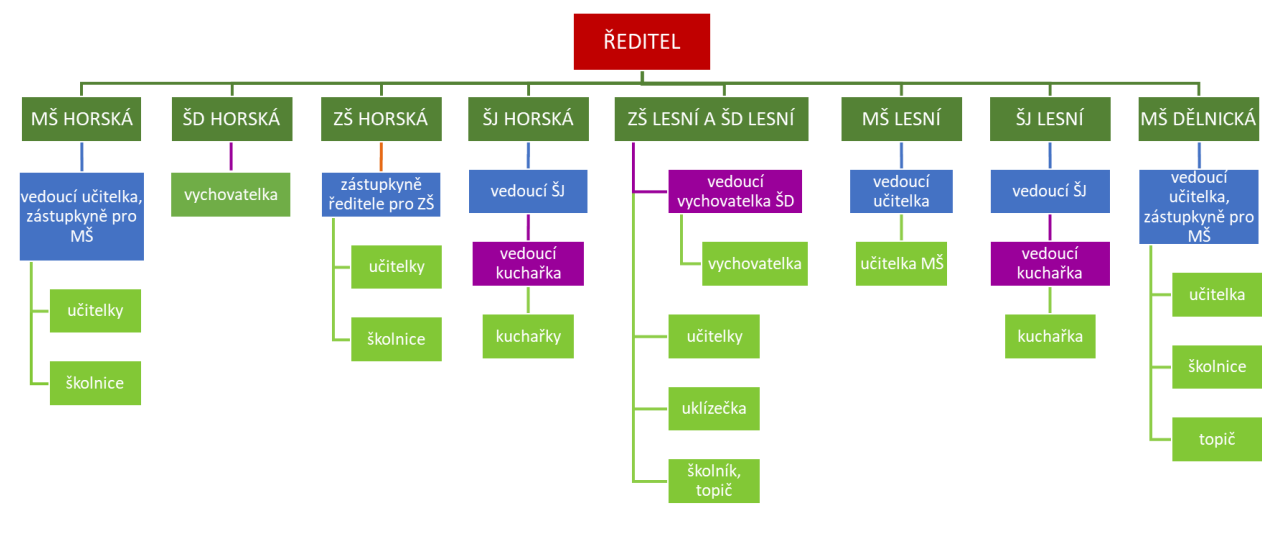 ŘEDITEL
MŠ HORSKÁ
ŠD HORSKÁ
ZŠ HORSKÁ
ŠJ HORSKÁ
ZŠ LESNÍ A ŠD LESNÍ
MŠ LESNÍ
ŠJ LESNÍ
MŠ DĚLNICKÁ
vedoucí učitelka,
zástupkyně pro
MŠ
učitelky
školnice
vychovatelka
zástupkyně
ředitele pro ZŠ
učitelky
školnice
vedoucí ŠJ
vedoucí
kuchařka
kuchařky
vedoucí
vychovatelka ŠD
vychovatelka
učitelky
uklízečka
školník,
topič
vedoucí
učitelka
učitelka MŠ
vedoucí ŠJ
vedoucí
kuchařka
kuchařka
vedoucí
učitelka,
zástupkyně pro
MŠ
učitelka
školnice
topič